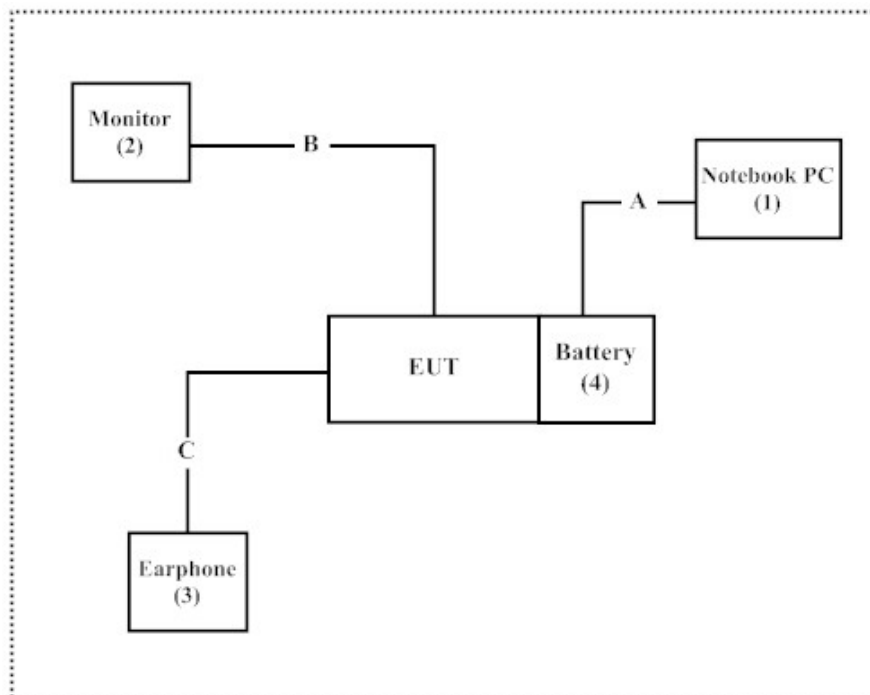 Monitor
(2)
B
Notebook PC
(1)
A
EUT
Battery
(4)
C
Earphone
(3)